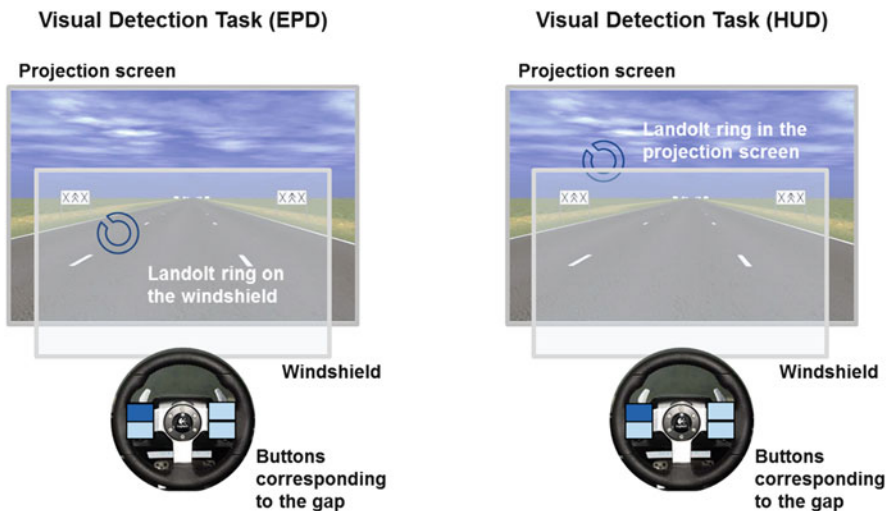 Visual Detection Task (EPD)
Projection screen
Landolt ring on
the windshield
Windshield
Buttons
corresponding
to the gap
Visual Detection Task (HUD)
Projection screen
Landolt ring in the
projection screen
Windshield
Buttons
corresponding
to the gap